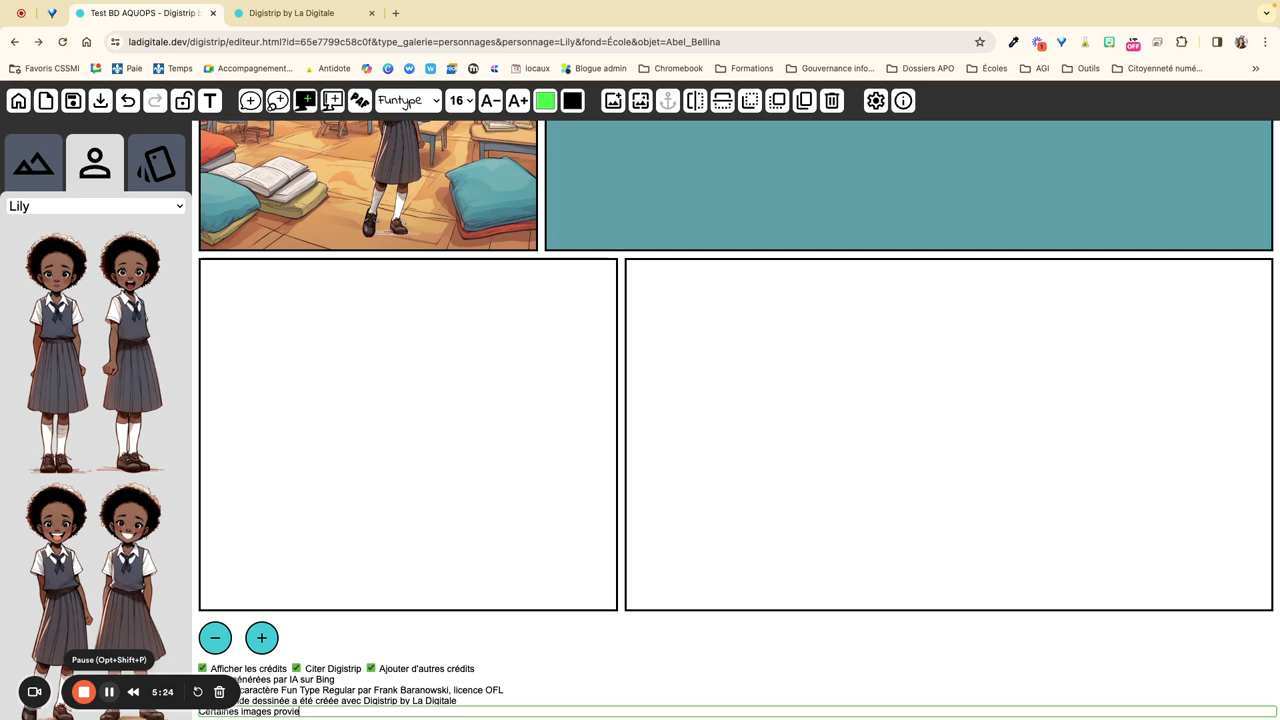 Test BD AQUOPS - Digistrip b
Digistrip by La Digitale
ladigitale.dev/digistrip/editeur.html?id=65e7799c58c0f&type_galerie=personnages&personnage=Lily&fond=École&objet=Abel_Bellina
Favoris CSSMI
Paie
Temps
Accompagnement...
Antidote
locaux
Blogue admin
Chromebook
Formations
Gouvernance info...
Dossiers APO
Écoles
AGI
Outils
Citoyenneté numé...
Funtype
16
A-
A+
Lily
Pause (Opt+Shift+P)
5:24
Afficher les crédits Citer Digistrip Ajouter d'autres crédits
générées par IA sur Bing
caractère Fun Type Regular par Frank Baranowski, licence OFL
de dessinée a été créée avec Digistrip by La Digitale
Certaines images provie